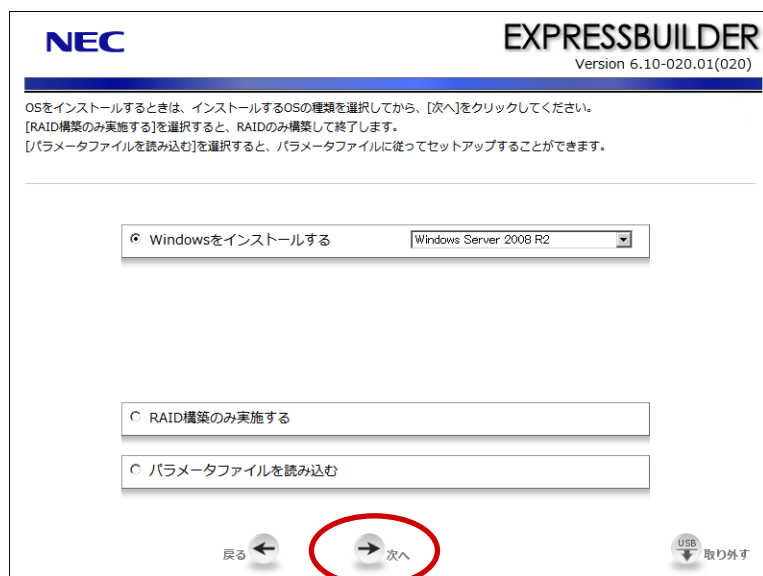 NEC
EXPRESSBUILDER
Version 6.10-020.01(020)
OSをインストールするときは、インストールするOSの種類を選択してから、[次へ]をクリックしてください。
[RAID構築のみ実施する]を選択すると、RAIDのみ構築して終了します。
[パラメータファイルを読み込む]を選択すると、パラメータファイルに従ってセットアップすることができます。
Windowsをインストールする Windows Server 2008 R2
RAID構築のみ実施する
パラメータファイルを読み込む
戻る 次へ USB 取り外す